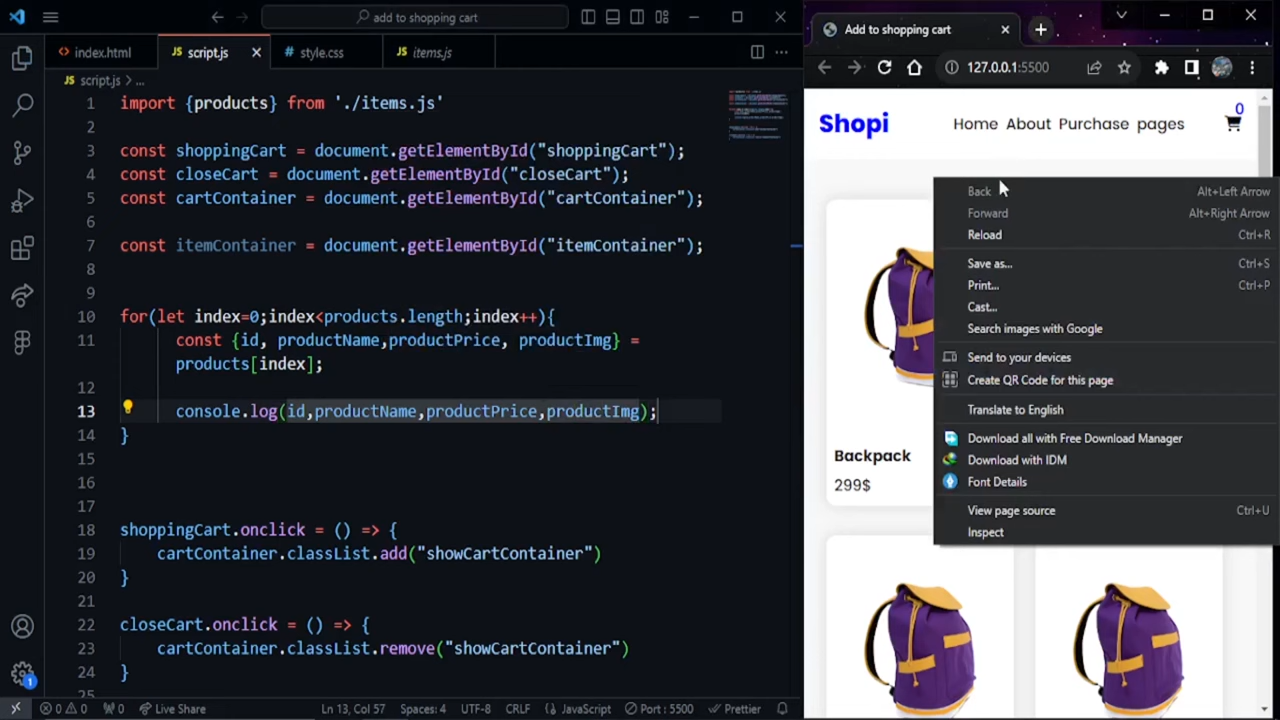 add to shopping cart
index.html
script.js
style.css
items.js
script.js > ...
1 import {products} from './items.js'
2
3 const shoppingCart = document.getElementById("shoppingCart");
4 const closeCart = document.getElementById("closeCart");
5 const cartContainer = document.getElementById("cartContainer");
6
7 const itemContainer = document.getElementById("itemContainer");
8
9
10 for(let index=0;index<products.length;index++){
11 const {id, productName,productPrice, productImg} =
products[index];
12
13 console.log(id,productName,productPrice,productImg);
14 }
15
16
17
18 shoppingCart.onclick = () => {
19 cartContainer.classList.add("showCartContainer")
20 }
21
22 closeCart.onclick = () => {
23 cartContainer.classList.remove("showCartContainer")
24 }
25
0 0 0 Live Share Ln 13, Col 57 Spaces: 4 UTF-8 CRLF JavaScript Port : 5500 Prettier
1
Add to shopping cart
127.0.0.1:5500
Shopi Home About Purchase pages 0
Back Alt+Left Arrow
Forward Alt+Right Arrow
Reload Ctrl+R
Save as... Ctrl+S
Print... Ctrl+P
Cast...
Search images with Google
Send to your devices
Create QR Code for this page
Translate to English
Download all with Free Download Manager
Download with IDM
Font Details
View page source Ctrl+U
Inspect
Backpack
299$